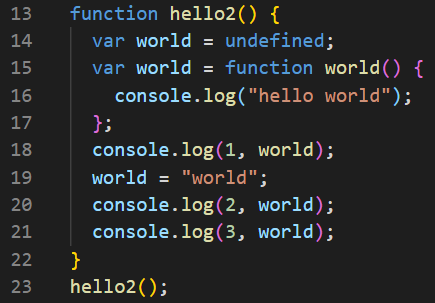 13 function hello2() {
14   var world = undefined;
15   var world = function world() {
16     console.log("hello world");
17   };
18   console.log(1, world);
19   world = "world";
20   console.log(2, world);
21   console.log(3, world);
22 }
23 hello2();